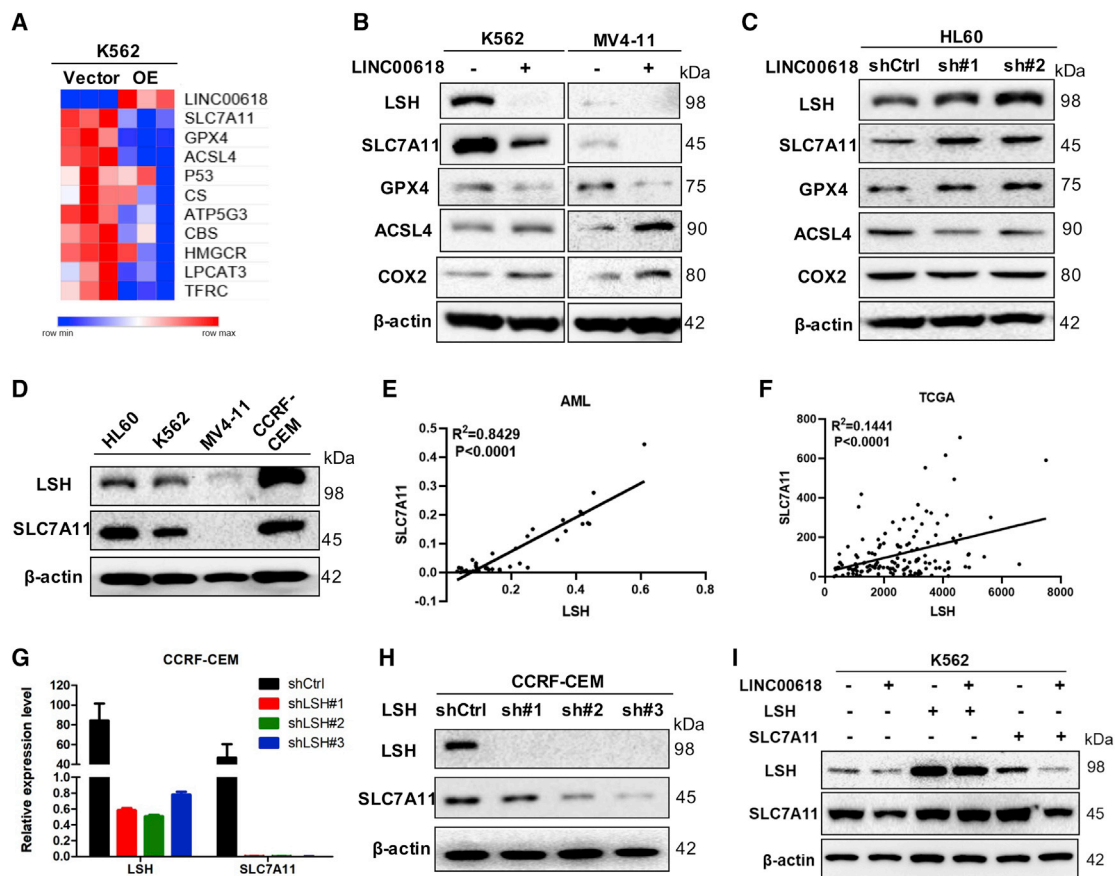 A
K562
Vector OE
LINC00618
SLC7A11
GPX4
ACSL4
P53
CS
ATP5G3
CBS
HMGCR
LPCAT3
TFRC
row min row max
B
K562 MV4-11
LINC00618 - + - + kDa
LSH 98
SLC7A11 45
GPX4 75
ACSL4 90
COX2 80
β-actin 42
C
HL60
LINC00618 shCtrl sh#1 sh#2 kDa
LSH 98
SLC7A11 45
GPX4 75
ACSL4 90
COX2 80
β-actin 42
D
HL60 K562 MV4-11 CCRF-
CEM
kDa
LSH 98
SLC7A11 45
β-actin 42
E
AML
R²=0.8429
P<0.0001
SLC7A11
0.5
0.4
0.3
0.2
0.1
0.0
-0.1
0.2 0.4 0.6 0.8
LSH
F
TCGA
R²=0.1441
P<0.0001
SLC7A11
800
600
400
200
0
0 2000 4000 6000 8000
LSH
G
CCRF-CEM
Relative expression level
120
100
80
60
40
1.0
0.8
0.6
0.4
0.2
0.0
LSH SLC7A11
shCtrl
shLSH#1
shLSH#2
shLSH#3
H
CCRF-CEM
LSH shCtrl sh#1 sh#2 sh#3 kDa
LSH 98
SLC7A11 45
β-actin 42
I
K562
LINC00618 - + - + - +
LSH - - + + - -
SLC7A11 - - - - + + kDa
LSH 98
SLC7A11 45
β-actin 42